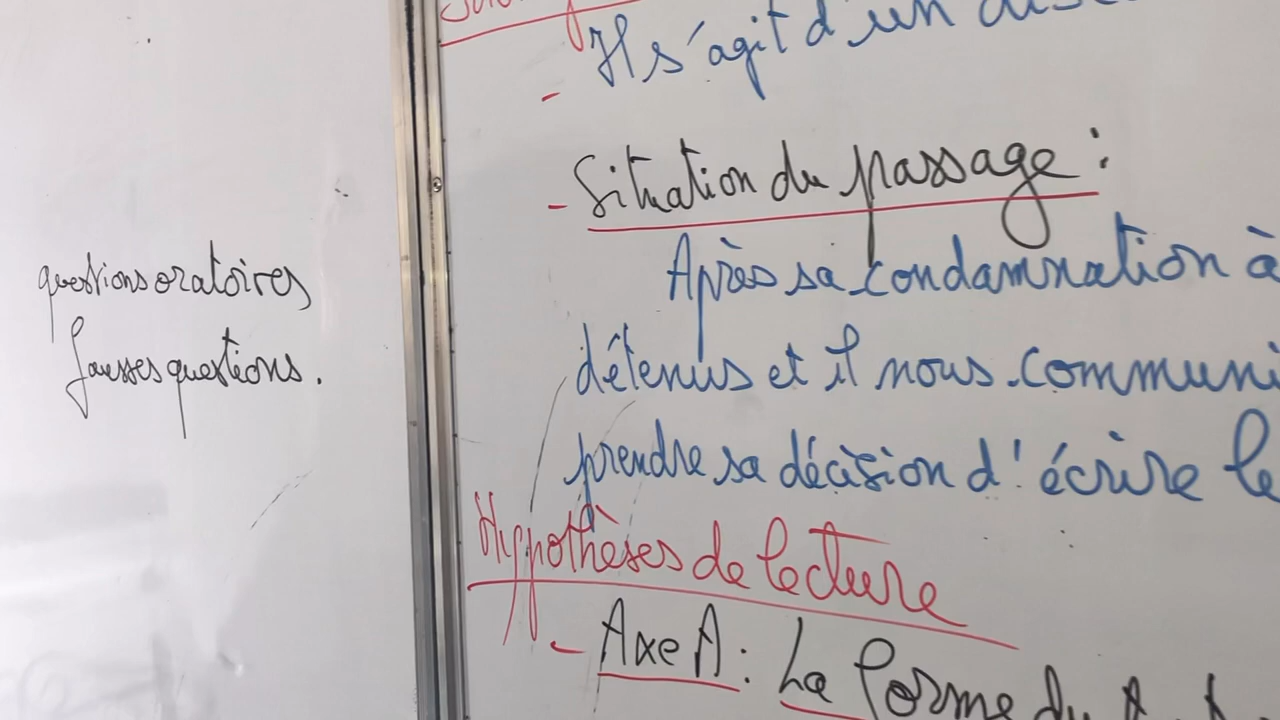 questions oratoires
fausses questions.
- Il s'agit d'un
- Situation du passage :
Après sa condamnation à
détenus et il nous communi
prendre sa décision d'écrire le
Hypothèses de lecture
- Axe A : La forme du